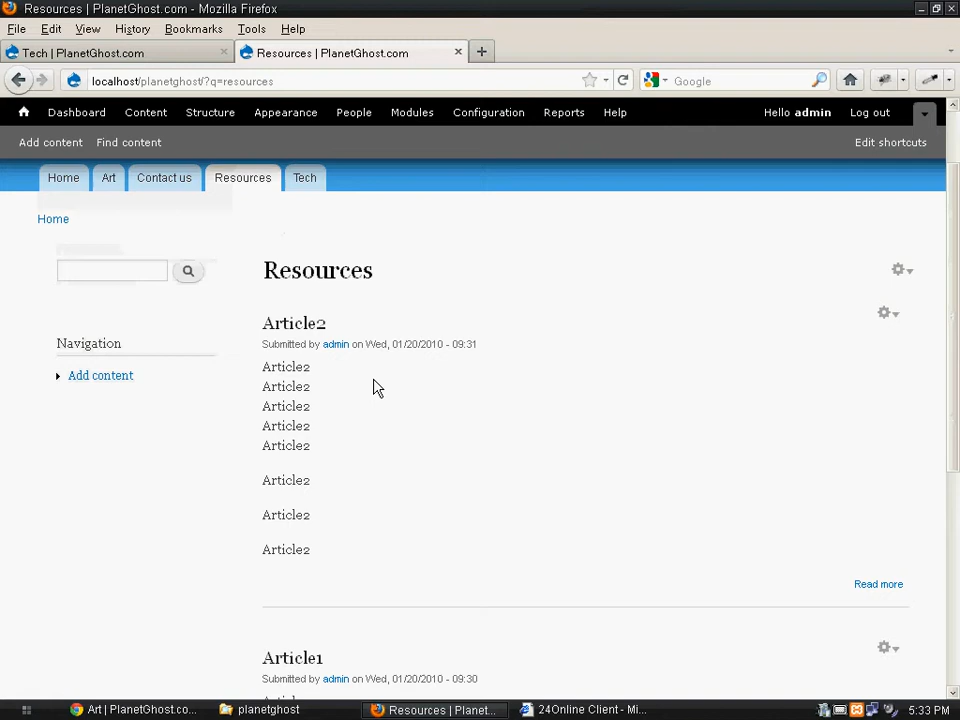 Resources | PlanetGhost.com - Mozilla Firefox
File Edit View History Bookmarks Tools Help
Tech | PlanetGhost.com
Resources | PlanetGhost.com
localhost/planetghost/?q=resources
Google
Dashboard Content Structure Appearance People Modules Configuration Reports Help Hello admin Log out
Add content Find content Edit shortcuts
Home Art Contact us Resources Tech
Home
Resources
Article2
Submitted by admin on Wed, 01/20/2010 - 09:31
Navigation
Add content
Article2
Article2
Article2
Article2
Article2
Article2
Article2
Article2
Read more
Article1
Submitted by admin on Wed, 01/20/2010 - 09:30
Art | PlanetGhost.co... planetghost Resources | Planet... 24Online Client - Mi... 5:33 PM